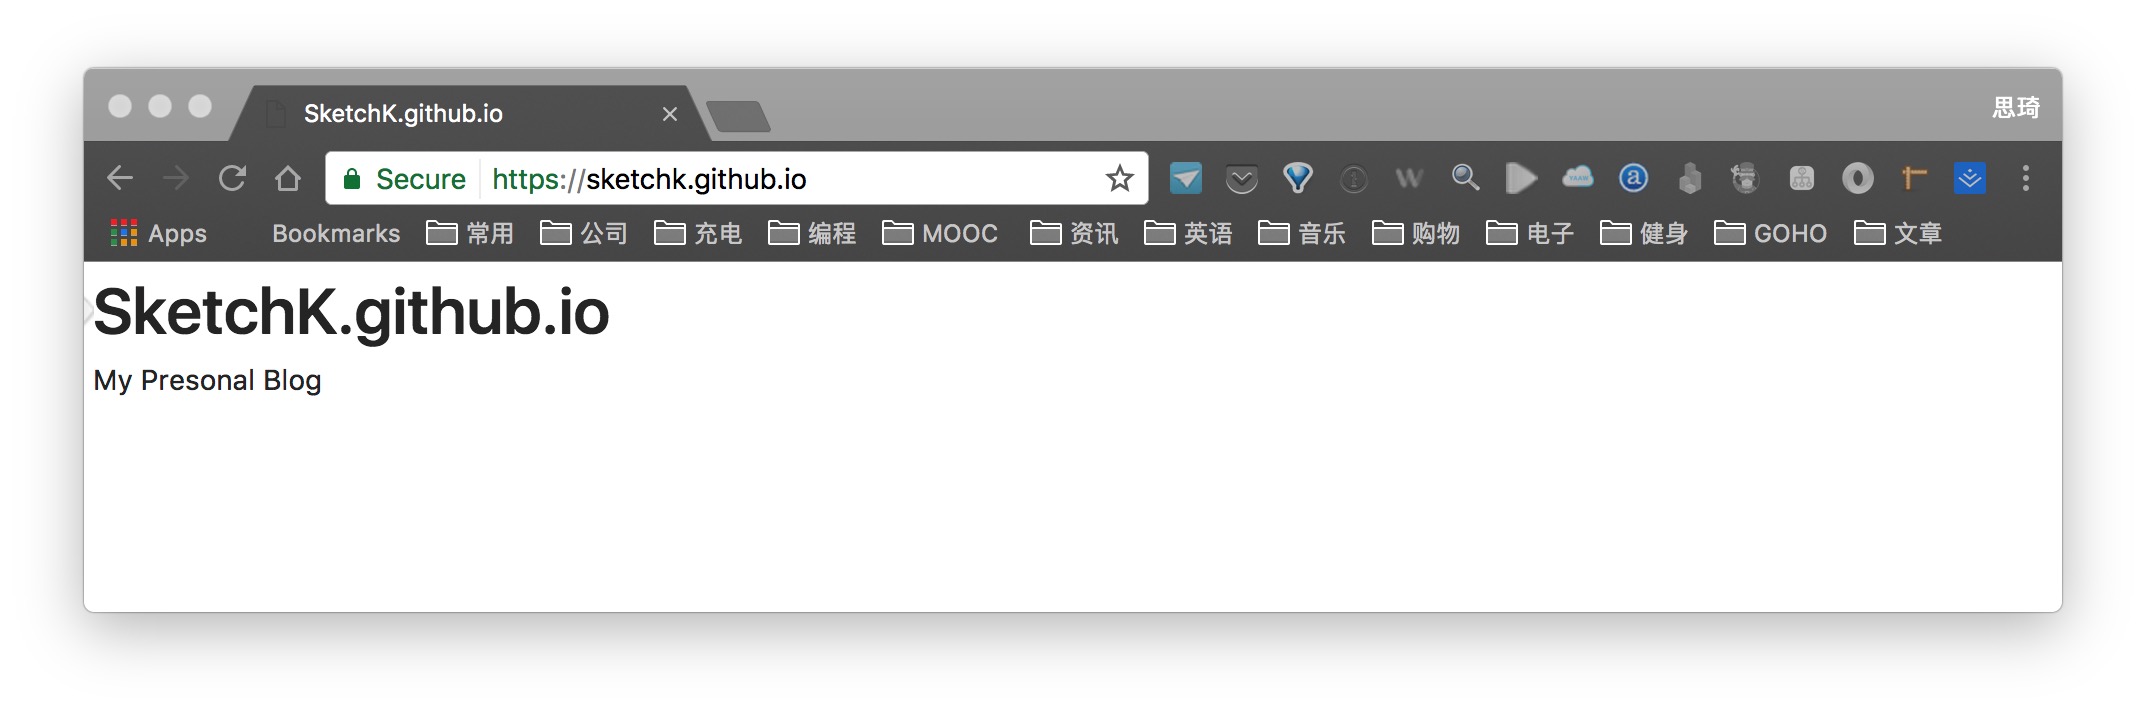 SketchK.github.io
思琦
Secure https://sketchk.github.io
Apps Bookmarks 常用 公司 充电 编程 MOOC 资讯 英语 音乐 购物 电子 健身 GOHO 文章
SketchK.github.io
My Presonal Blog